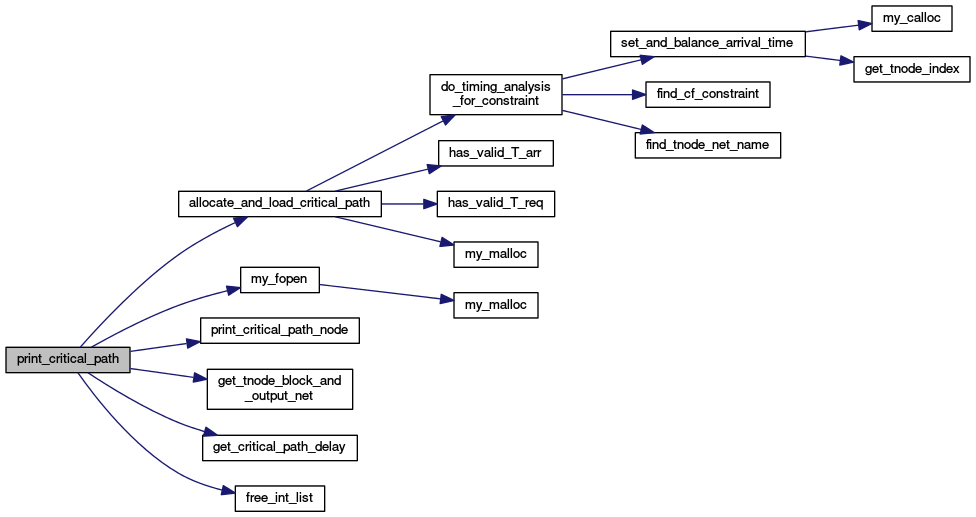 my_calloc
set_and_balance_arrival_time
get_tnode_index
do_timing_analysis
_for_constraint
find_cf_constraint
find_tnode_net_name
has_valid_T_arr
allocate_and_load_critical_path
has_valid_T_req
my_malloc
my_fopen
my_malloc
print_critical_path_node
print_critical_path
get_tnode_block_and
_output_net
get_critical_path_delay
free_int_list